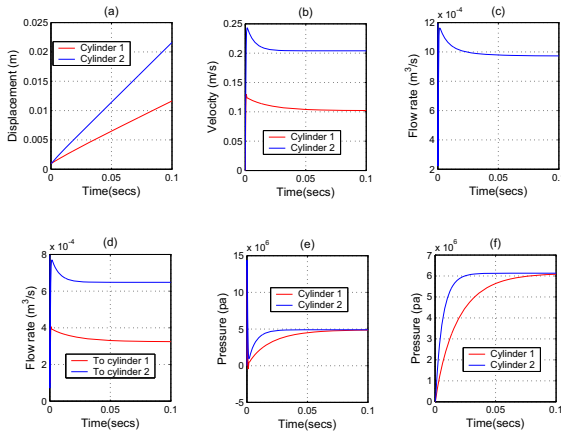 (a)
Displacement (m)
0.025
0.02
0.015
0.01
0.005
0
Cylinder 1
Cylinder 2
0
0.05
0.1
Time(secs)
(b)
Velocity (m/s)
0.25
0.2
0.15
0.1
0.05
0
Cylinder 1
Cylinder 2
0
0.05
0.1
Time(secs)
(c)
x 10⁻⁴
Flow rate (m³/s)
12
10
8
6
4
2
0
0.05
0.1
Time(secs)
(d)
x 10⁻⁴
Flow rate (m³/s)
8
6
4
2
0
To cylinder 1
To cylinder 2
0
0.05
0.1
Time(secs)
(e)
x 10⁶
Pressure (pa)
15
10
5
0
-5
Cylinder 1
Cylinder 2
0
0.05
0.1
Time(secs)
(f)
x 10⁶
Pressure (pa)
7
6
5
4
3
2
1
0
Cylinder 1
Cylinder 2
0
0.05
0.1
Time(secs)